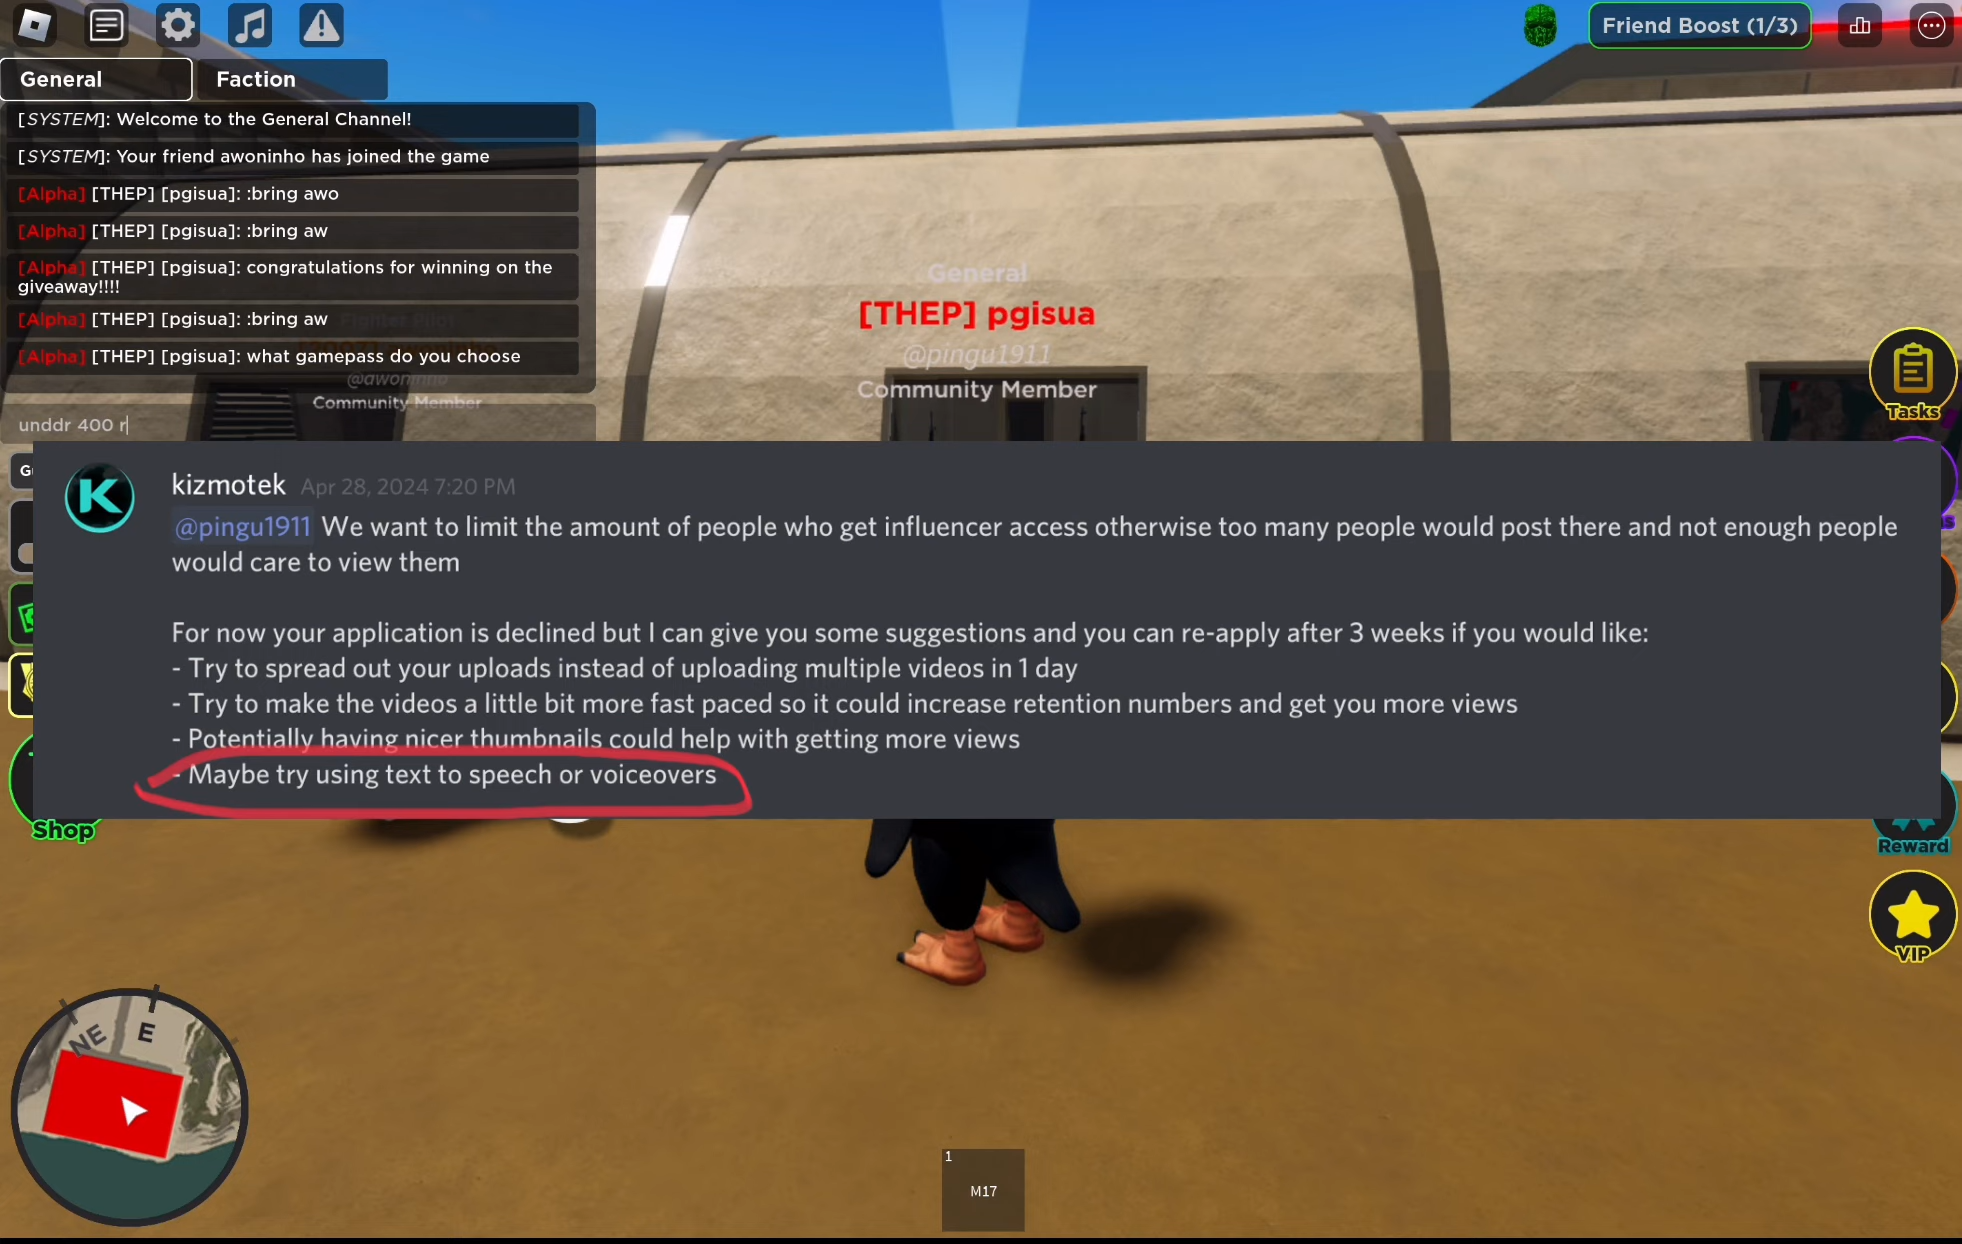 Friend Boost (1/3)
General
Faction
[SYSTEM]: Welcome to the General Channel!
[SYSTEM]: Your friend awoninho has joined the game
[Alpha] [THEP] [pgisua]: :bring awo
[Alpha] [THEP] [pgisua]: :bring aw
[Alpha] [THEP] [pgisua]: congratulations for winning on the
giveaway!!!!
[Alpha] [THEP] [pgisua]: :bring aw
[Alpha] [THEP] [pgisua]: what gamepass do you choose
Fighter Pilot
@awoninho
Community Member
unddr 400 r
General
[THEP] pgisua
@pingu1911
Community Member
Tasks
K
kizmotek Apr 28, 2024 7:20 PM
@pingu1911 We want to limit the amount of people who get influencer access otherwise too many people would post there and not enough people
would care to view them
For now your application is declined but I can give you some suggestions and you can re-apply after 3 weeks if you would like:
- Try to spread out your uploads instead of uploading multiple videos in 1 day
- Try to make the videos a little bit more fast paced so it could increase retention numbers and get you more views
- Potentially having nicer thumbnails could help with getting more views
- Maybe try using text to speech or voiceovers
Shop
Reward
VIP
NE
E
1
M17